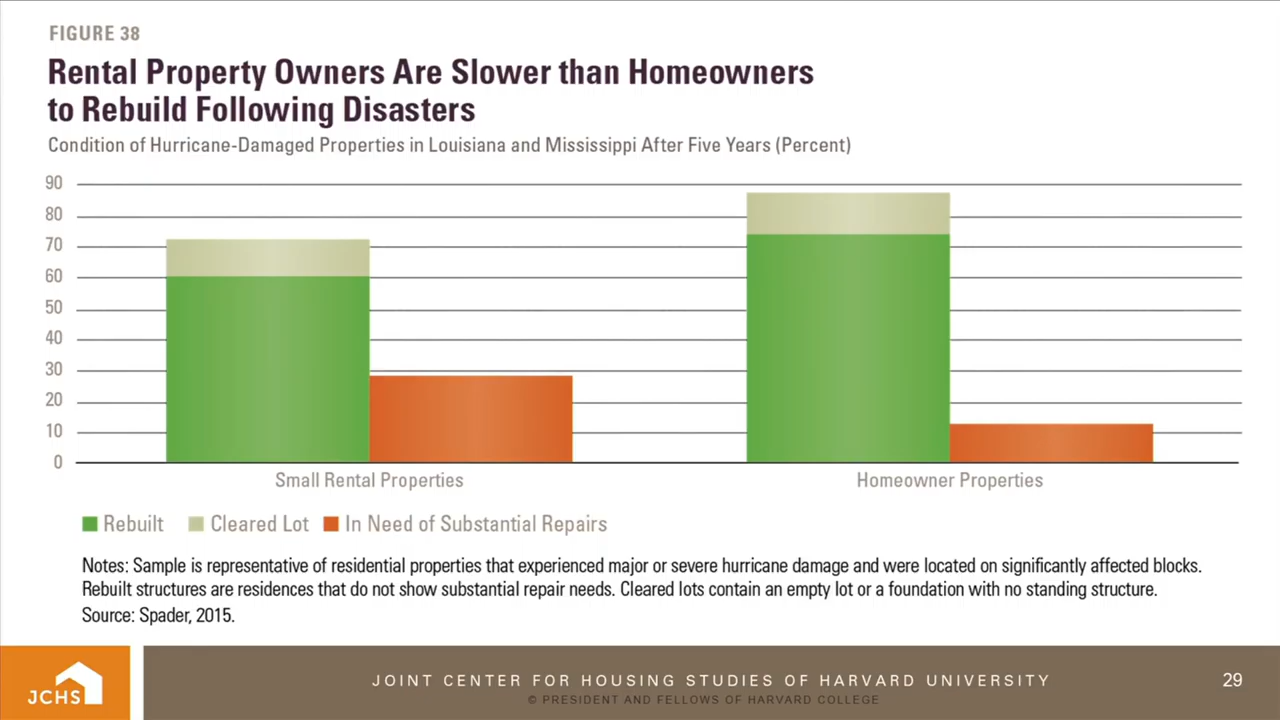 FIGURE 38
Rental Property Owners Are Slower than Homeowners
to Rebuild Following Disasters
Condition of Hurricane-Damaged Properties in Louisiana and Mississippi After Five Years (Percent)
90
80
70
60
50
40
30
20
10
0
Small Rental Properties
Homeowner Properties
Rebuilt
Cleared Lot
In Need of Substantial Repairs
Notes: Sample is representative of residential properties that experienced major or severe hurricane damage and were located on significantly affected blocks.
Rebuilt structures are residences that do not show substantial repair needs. Cleared lots contain an empty lot or a foundation with no standing structure.
Source: Spader, 2015.
JCHS
JOINT CENTER FOR HOUSING STUDIES OF HARVARD UNIVERSITY
© PRESIDENT AND FELLOWS OF HARVARD COLLEGE
29